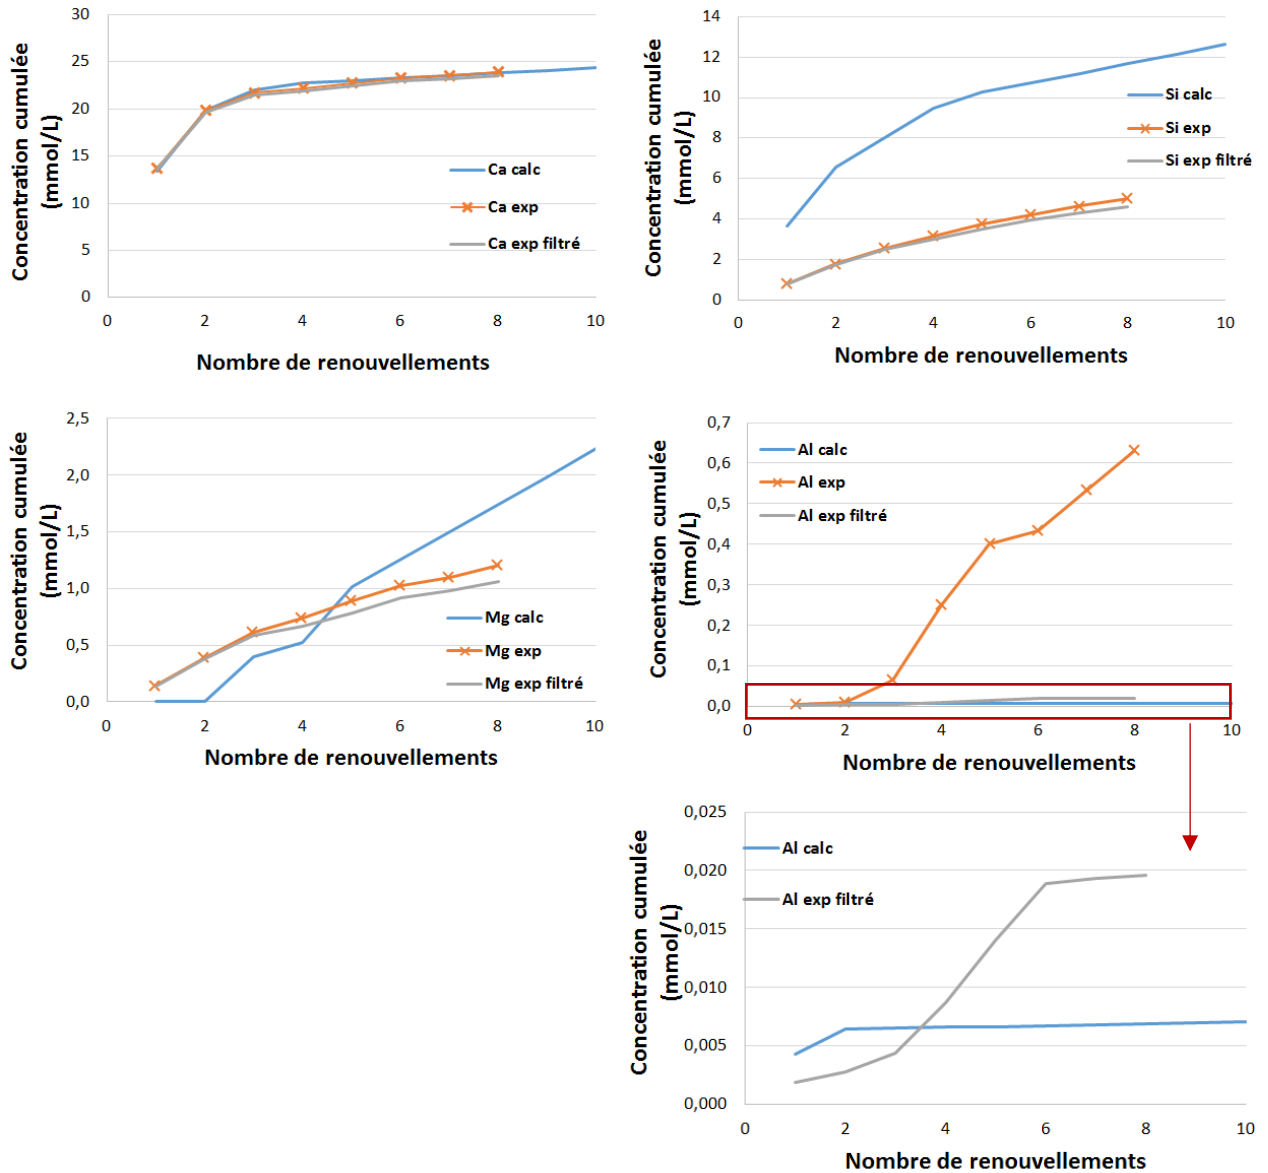 Concentration cumulée
(mmol/L)
30
25
20
15
10
5
0
0 2 4 6 8 10
Ca calc
Ca exp
Ca exp filtré
Nombre de renouvellements
Concentration cumulée
(mmol/L)
14
12
10
8
6
4
2
0
0 2 4 6 8 10
Si calc
Si exp
Si exp filtré
Nombre de renouvellements
Concentration cumulée
(mmol/L)
2,5
2,0
1,5
1,0
0,5
0,0
0 2 4 6 8 10
Mg calc
Mg exp
Mg exp filtré
Nombre de renouvellements
Concentration cumulée
(mmol/L)
0,7
0,6
0,5
0,4
0,3
0,2
0,1
0,0
0 2 4 6 8 10
Al calc
Al exp
Al exp filtré
Nombre de renouvellements
Concentration cumulée
(mmol/L)
0,025
0,020
0,015
0,010
0,005
0,000
0 2 4 6 8 10
Al calc
Al exp filtré
Nombre de renouvellements